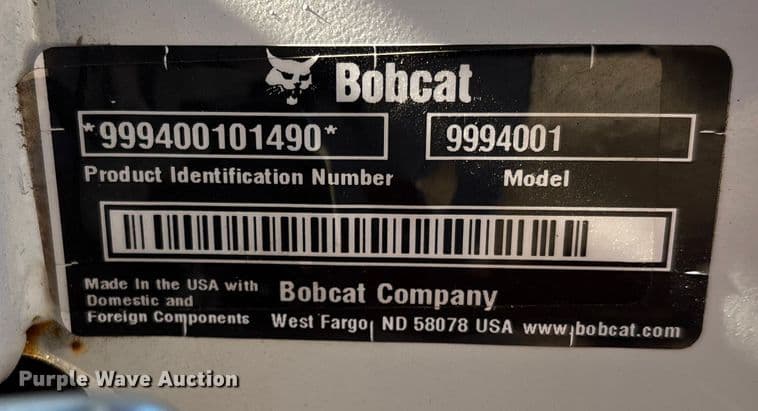 Bobcat
*999400101490*
9994001
Product Identification Number
Model
Made In the USA with
Domestic and
Foreign Components
Bobcat Company
West Fargo, ND 58078 USA www.bobcat.com
Purple Wave Auction